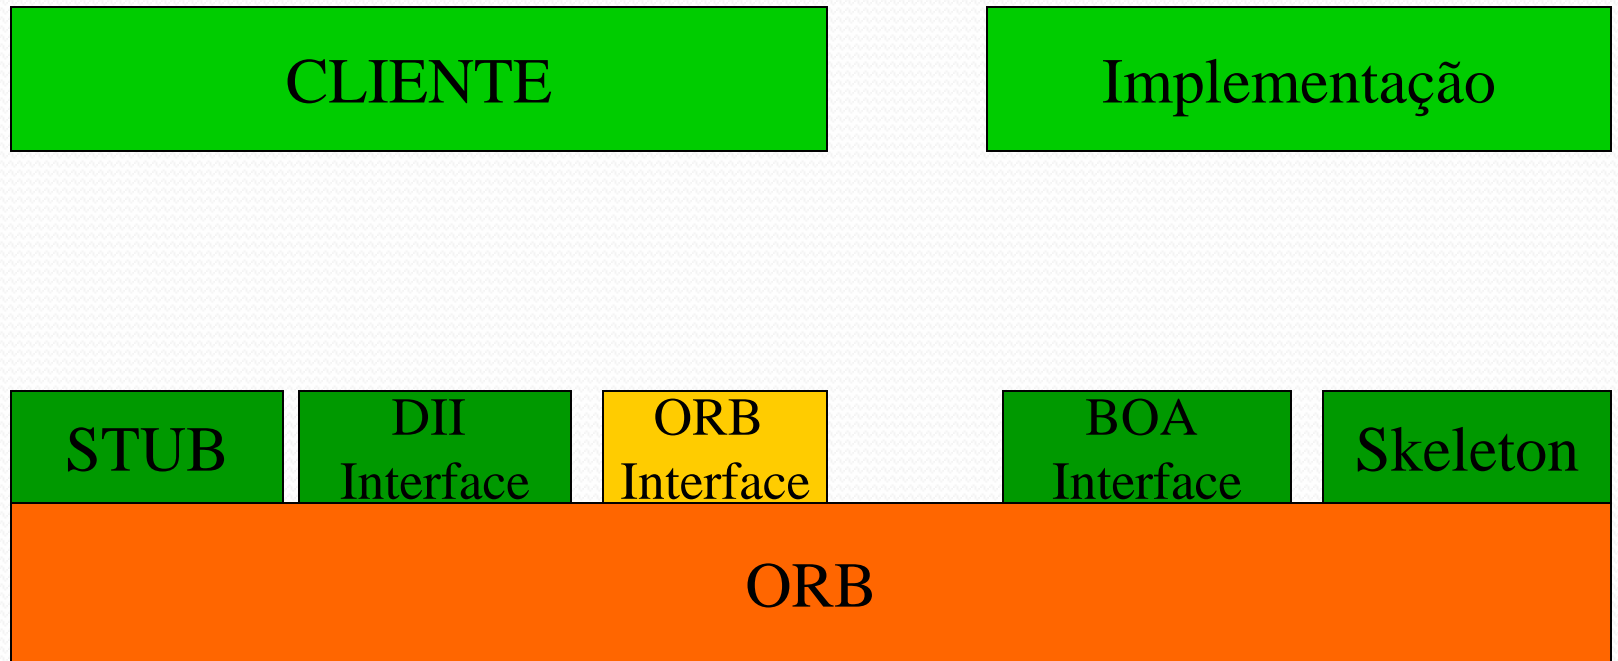 CLIENTE
Implementação
STUB
DII
Interface
ORB
Interface
BOA
Interface
Skeleton
ORB